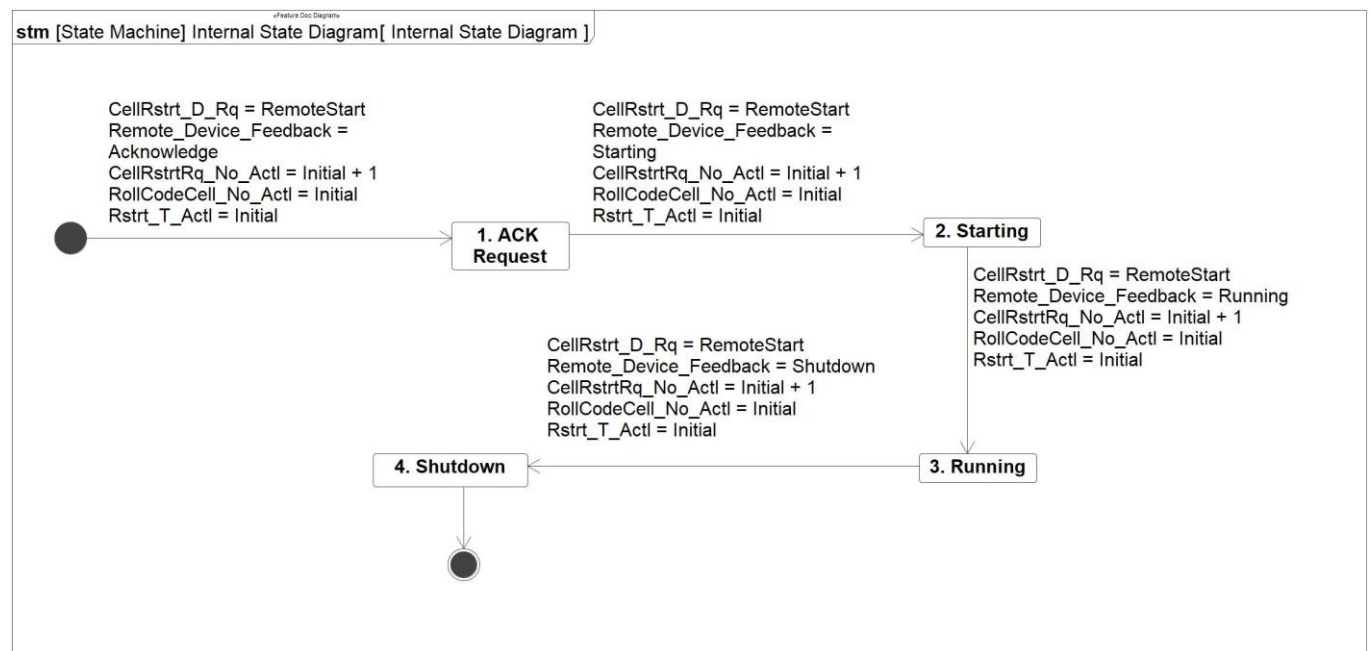 «Feature Doc Diagram»
stm [State Machine] Internal State Diagram[ Internal State Diagram ]
CellRstrt_D_Rq = RemoteStart
Remote_Device_Feedback =
Acknowledge
CellRstrtRq_No_Actl = Initial + 1
RollCodeCell_No_Actl = Initial
Rstrt_T_Actl = Initial
CellRstrt_D_Rq = RemoteStart
Remote_Device_Feedback =
Starting
CellRstrtRq_No_Actl = Initial + 1
RollCodeCell_No_Actl = Initial
Rstrt_T_Actl = Initial
1. ACK
Request
2. Starting
CellRstrt_D_Rq = RemoteStart
Remote_Device_Feedback = Running
CellRstrtRq_No_Actl = Initial + 1
RollCodeCell_No_Actl = Initial
Rstrt_T_Actl = Initial
CellRstrt_D_Rq = RemoteStart
Remote_Device_Feedback = Shutdown
CellRstrtRq_No_Actl = Initial + 1
RollCodeCell_No_Actl = Initial
Rstrt_T_Actl = Initial
4. Shutdown
3. Running